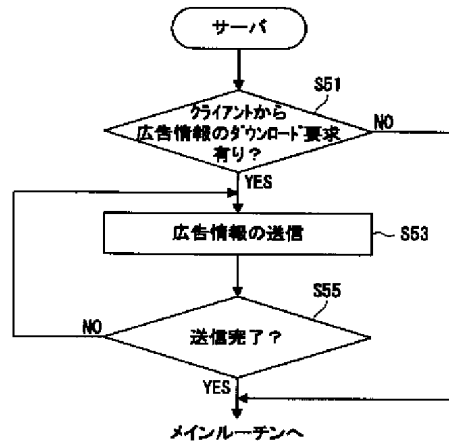 サーバ
S51
クライアントから
広告情報のダウンロード要求
有り？
NO
YES
広告情報の送信
S53
S55
送信完了？
NO
YES
メインルーチンへ